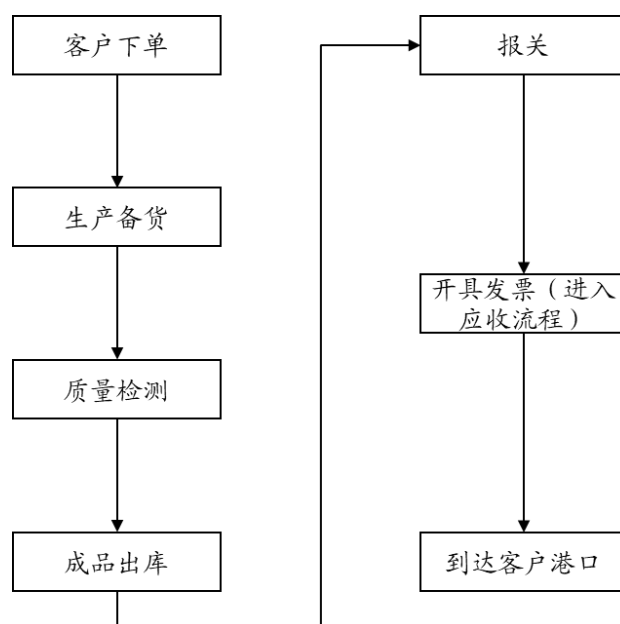 客户下单
生产备货
质量检测
成品出库
报关
开具发票（进入
应收流程）
到达客户港口